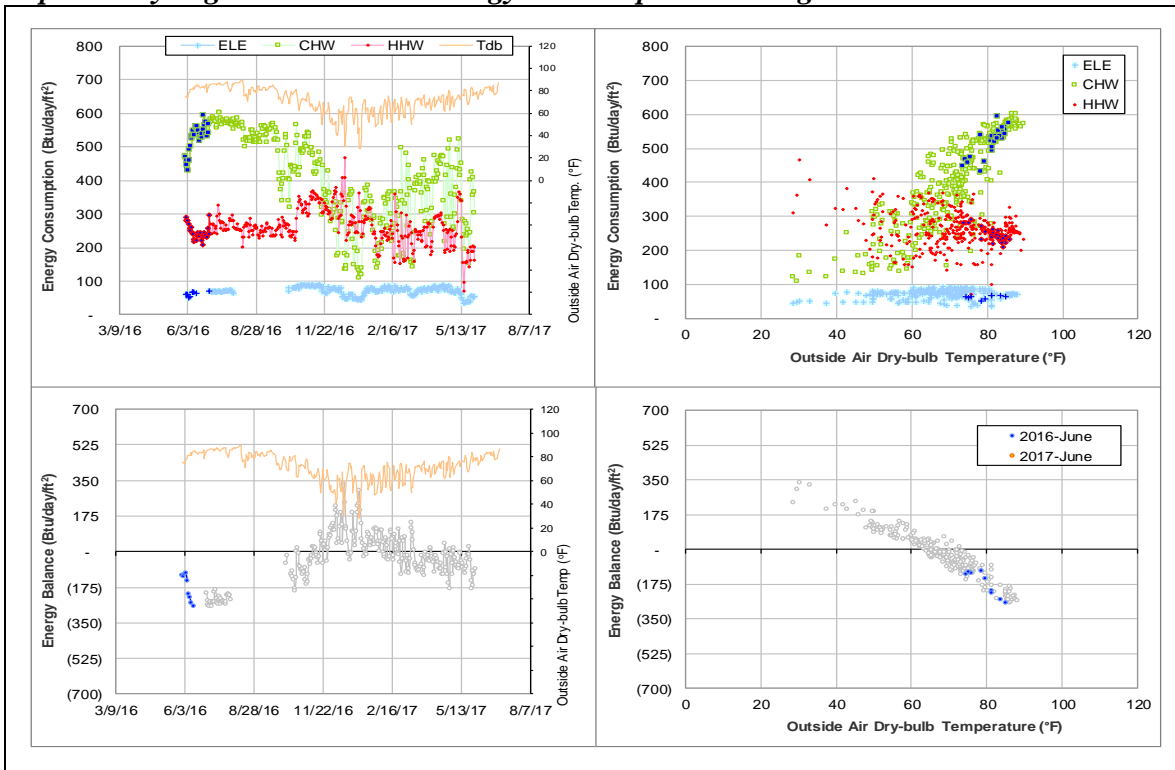 ELE CHW HHW Tdb
Energy Consumption (Btu/day/ft²)
800
700
600
500
400
300
200
100
-
120
100
80
60
40
20
0
Outside Air Dry-bulb Temp. (°F)
3/9/16 6/3/16 8/28/16 11/22/16 2/16/17 5/13/17 8/7/17
ELE
CHW
HHW
Energy Consumption (Btu/day/ft²)
800
700
600
500
400
300
200
100
-
0 20 40 60 80 100 120
Outside Air Dry-bulb Temperature (°F)
Energy Balance (Btu/day/ft²)
700
525
350
175
-
(175)
(350)
(525)
(700)
120
100
80
60
40
20
0
Outside Air Dry-bulb Temp (°F)
3/9/16 6/3/16 8/28/16 11/22/16 2/16/17 5/13/17 8/7/17
2016-June
2017-June
Energy Balance (Btu/day/ft²)
700
525
350
175
-
(175)
(350)
(525)
(700)
0 20 40 60 80 100 120
Outside Air Dry-bulb Temperature (°F)